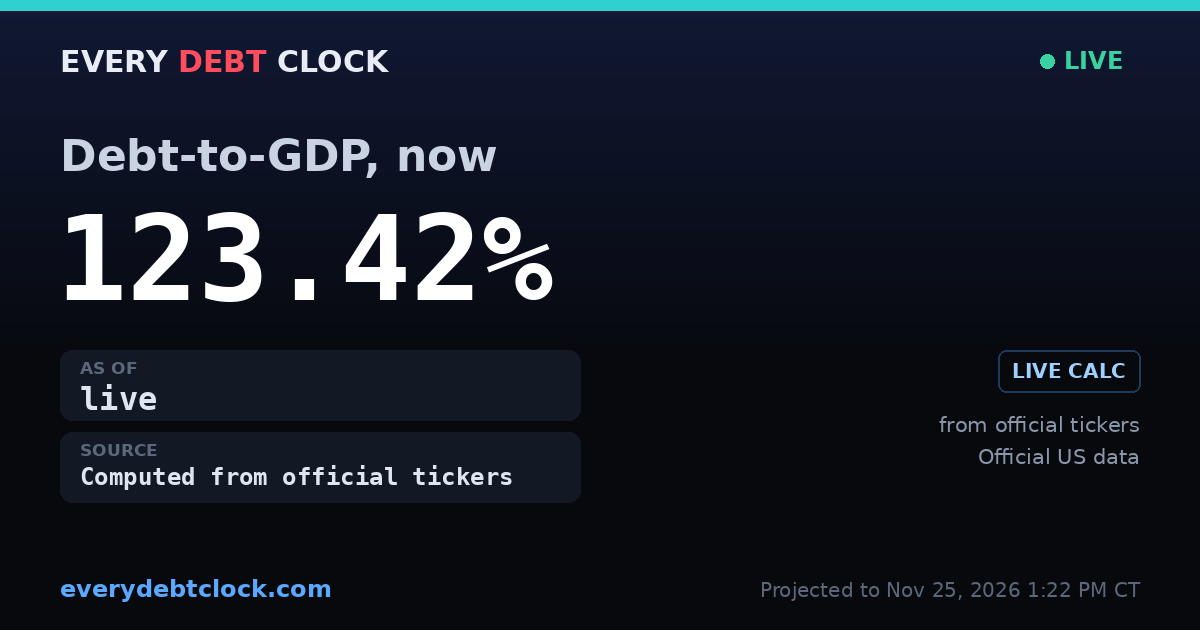 EVERY DEBT CLOCK
LIVE
Debt-to-GDP, now
123.42%
AS OF
live
SOURCE
Computed from official tickers
LIVE CALC
from official tickers
Official US data
everydebtclock.com
Projected to Nov 25, 2026 1:22 PM CT